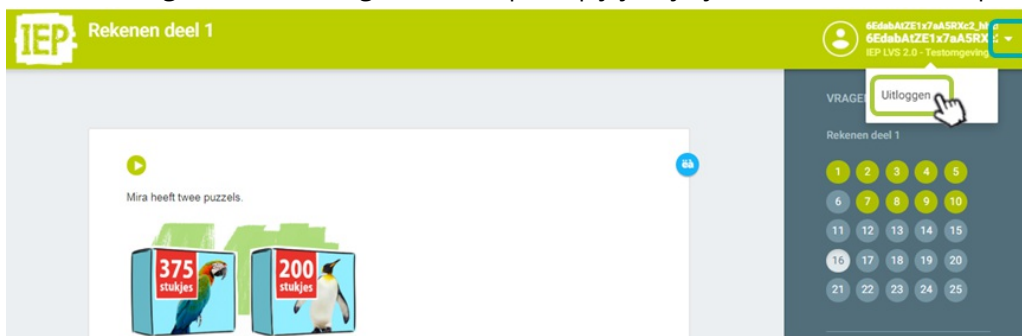 IEP
Rekenen deel 1
6EdabAtZE1x7aA5RXc2
6EdabAtZE1x7aA5RX
IEP LVS 2.0 - Testomgeving
Uitloggen
Rekenen deel 1
1 2 3 4 5
6 7 8 9 10
11 12 13 14 15
16 17 18 19 20
21 22 23 24 25
ëà
Mira heeft twee puzzels.
375 stukjes
200 stukjes